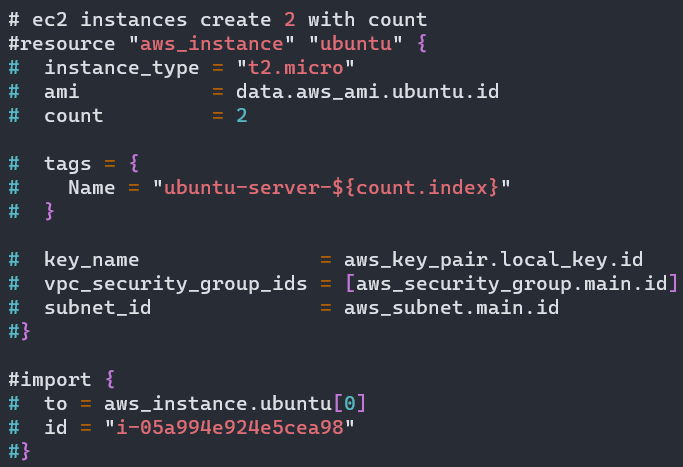 # ec2 instances create 2 with count
#resource "aws_instance" "ubuntu" {
#  instance_type = "t2.micro"
#  ami           = data.aws_ami.ubuntu.id
#  count         = 2

#  tags = {
#    Name = "ubuntu-server-${count.index}"
#  }

#  key_name               = aws_key_pair.local_key.id
#  vpc_security_group_ids = [aws_security_group.main.id]
#  subnet_id              = aws_subnet.main.id
#}

#import {
#  to = aws_instance.ubuntu[0]
#  id = "i-05a994e924e5cea98"
#}